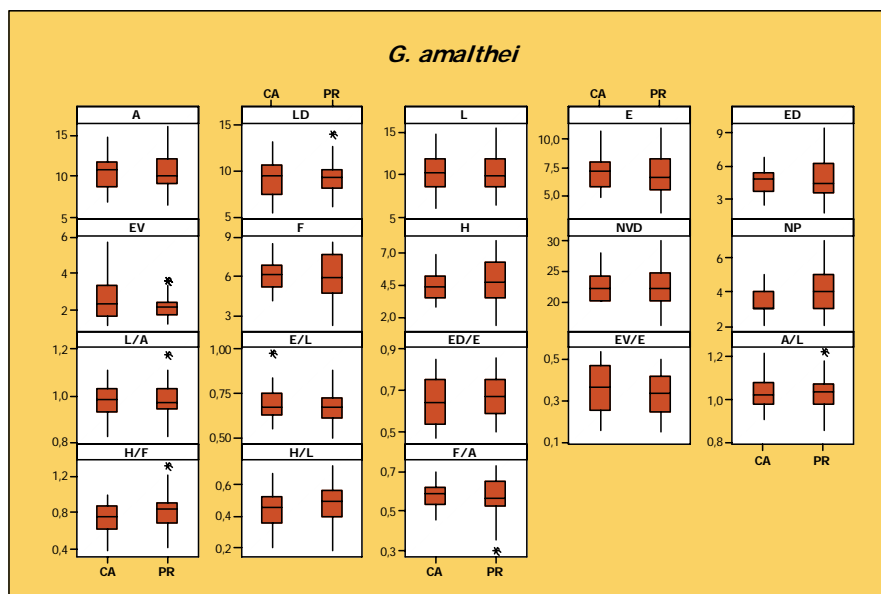 G. amalthei
CA PR CA PR
A LD L E ED
15 10 5
15 10 5
15 10 5
10,0 7,5 5,0
9 6 3
EV F H NVD NP
6 4 2
9 6 3
7,0 4,5 2,0
30 25 20
6 4 2
L/A E/L ED/E EV/E A/L
1,2 1,0 0,8
1,00 0,75 0,50
0,9 0,7 0,5
0,5 0,3 0,1
1,2 1,0 0,8
H/F H/L F/A
1,2 0,8 0,4
0,6 0,4 0,2
0,7 0,5 0,3
CA PR
CA PR CA PR CA PR